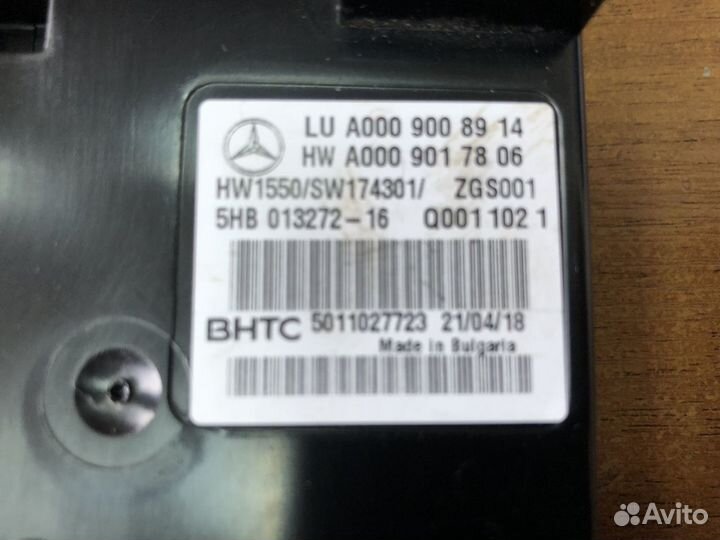 LU A000 900 89 14
HW A000 901 78 06
HW1550/SW174301/ ZGS001
5HB 013272-16 Q001 102 1
BHTC 5011027723 21/04/18
Made in Bulgaria
Avito